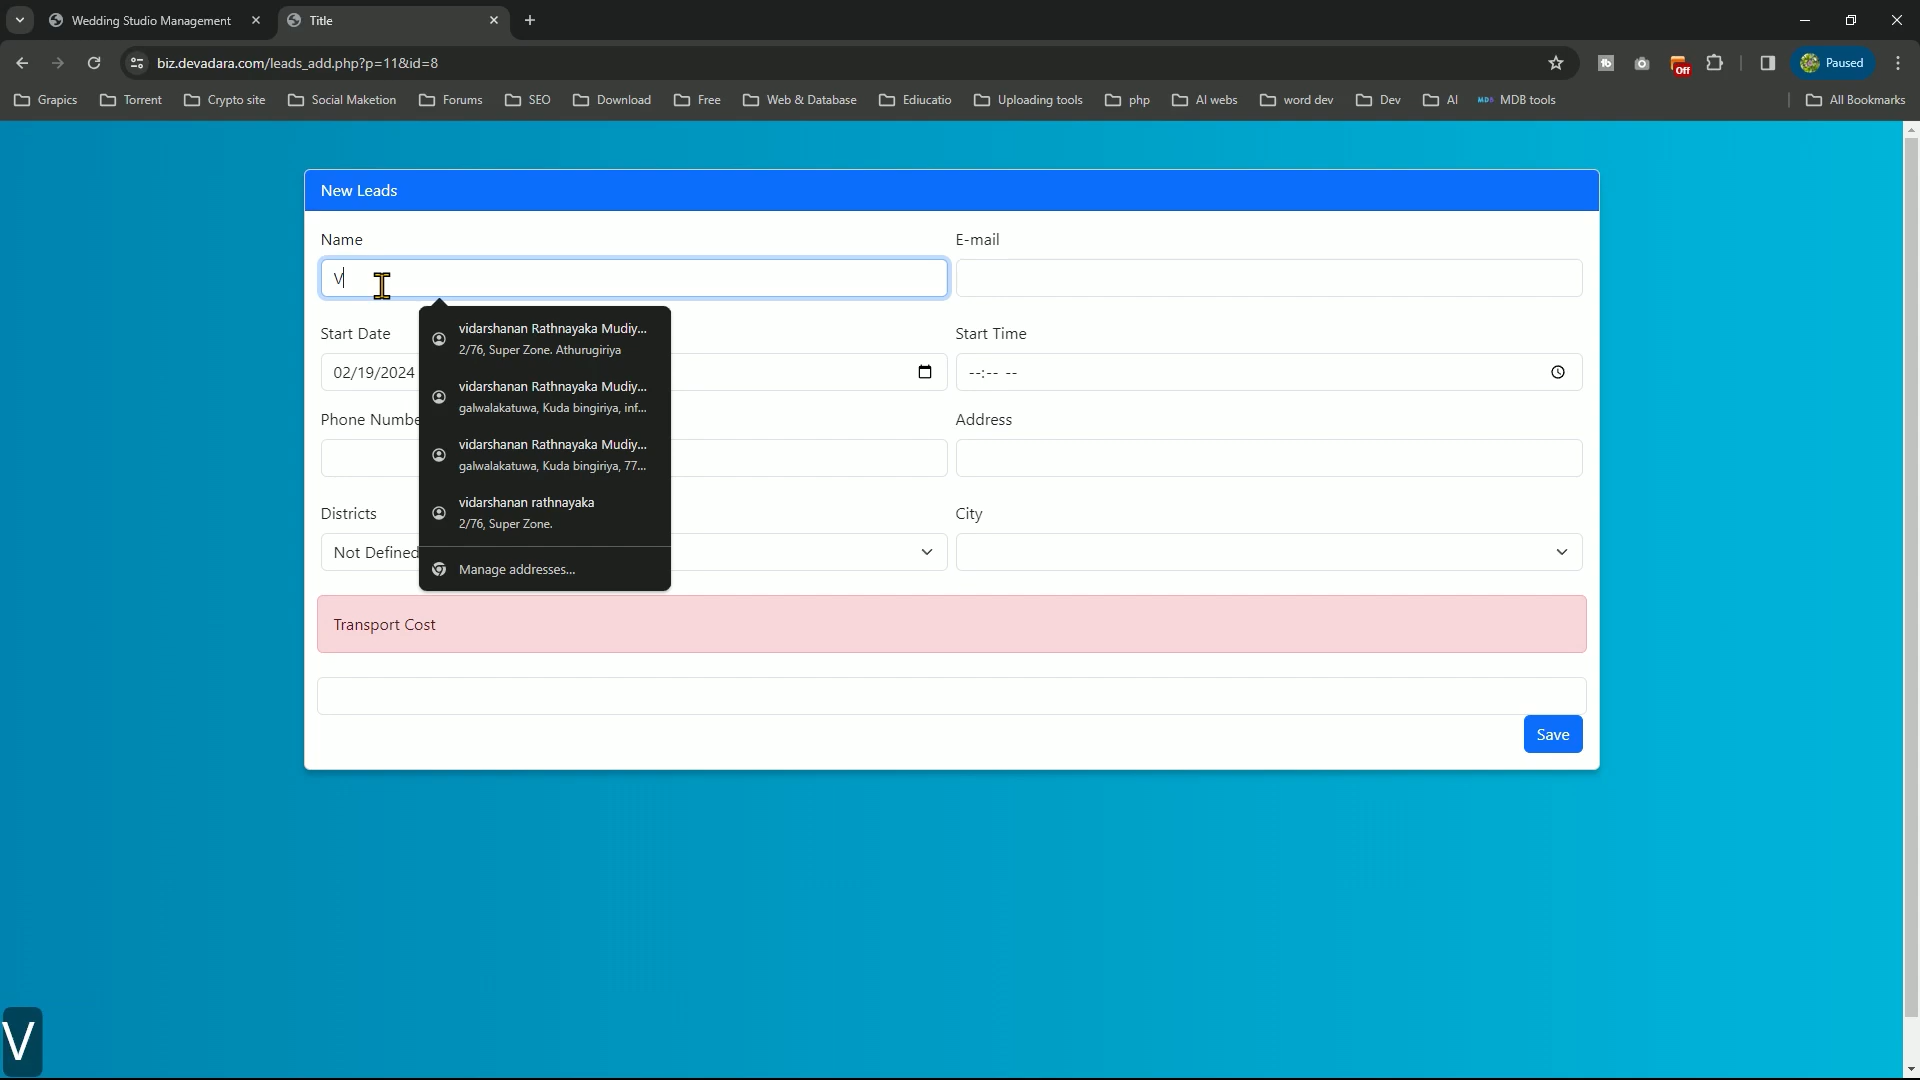 Wedding Studio Management
Title
biz.devadara.com/leads_add.php?p=11&id=8
Off
Paused
Grapics
Torrent
Crypto site
Social Maketion
Forums
SEO
Download
Free
Web & Database
Ediucatio
Uploading tools
php
AI webs
word dev
Dev
AI
MDB tools
All Bookmarks
New Leads
Name
E-mail
V
vidarshanan Rathnayaka Mudiy...
2/76, Super Zone. Athurugiriya
vidarshanan Rathnayaka Mudiy...
galwalakatuwa, Kuda bingiriya, inf...
vidarshanan Rathnayaka Mudiy...
galwalakatuwa, Kuda bingiriya, 77...
vidarshanan rathnayaka
2/76, Super Zone.
Manage addresses...
Start Date
Start Time
02/19/2024
--:-- --
Phone Numbe
Address
Districts
City
Not Defined
Transport Cost
Save
V